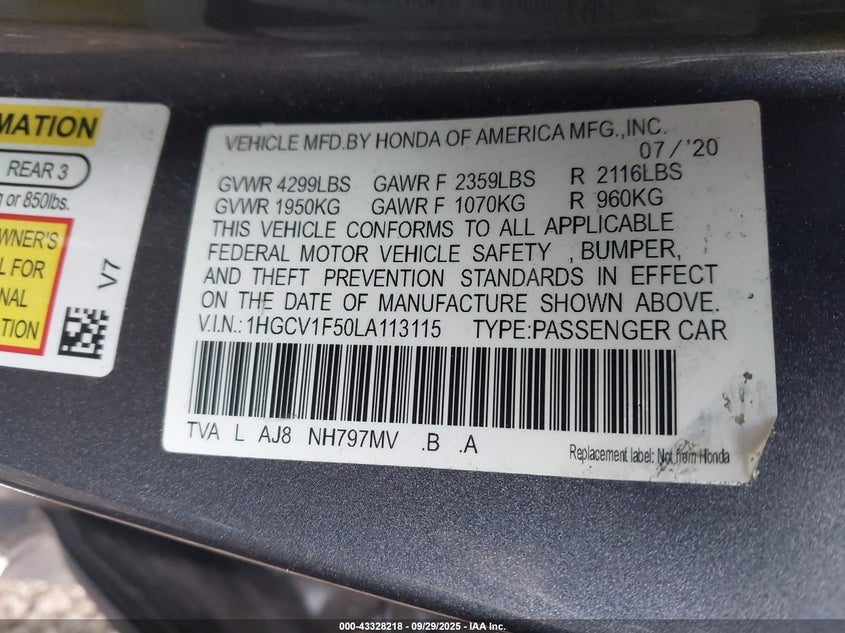 MATION
REAR 3
g or 850lbs.
WNER'S
L FOR
NAL
TION
V7
VEHICLE MFD.BY HONDA OF AMERICA MFG.,INC.
07/'20
GVWR 4299LBS GAWR F 2359LBS R 2116LBS
GVWR 1950KG GAWR F 1070KG R 960KG
THIS VEHICLE CONFORMS TO ALL APPLICABLE
FEDERAL MOTOR VEHICLE SAFETY , BUMPER,
AND THEFT PREVENTION STANDARDS IN EFFECT
ON THE DATE OF MANUFACTURE SHOWN ABOVE.
V.I.N.: 1HGCV1F50LA113115 TYPE:PASSENGER CAR
TVA L AJ8 NH797MV .B .A
Replacement label: Not from Honda
000-43328218 - 09/29/2025 - IAA Inc.